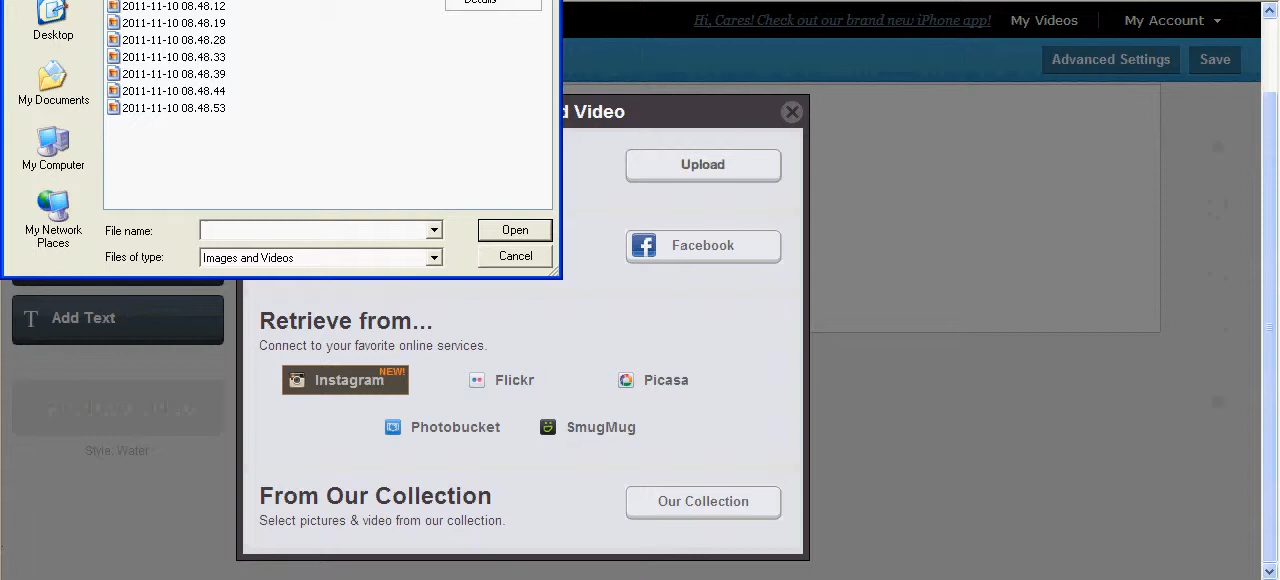 Details
2011-11-10 08.48.12
2011-11-10 08.48.19
2011-11-10 08.48.28
2011-11-10 08.48.33
2011-11-10 08.48.39
2011-11-10 08.48.44
2011-11-10 08.48.53
Desktop
My Documents
My Computer
My Network
Places
File name:
Open
Files of type:
Images and Videos
Cancel
Hi, Cares! Check out our brand new iPhone app!
My Videos
My Account
Advanced Settings
Save
d Video
Upload
Facebook
T Add Text
Style: Water
Retrieve from...
Connect to your favorite online services.
Instagram NEW!
Flickr
Picasa
Photobucket
SmugMug
From Our Collection
Select pictures & video from our collection.
Our Collection